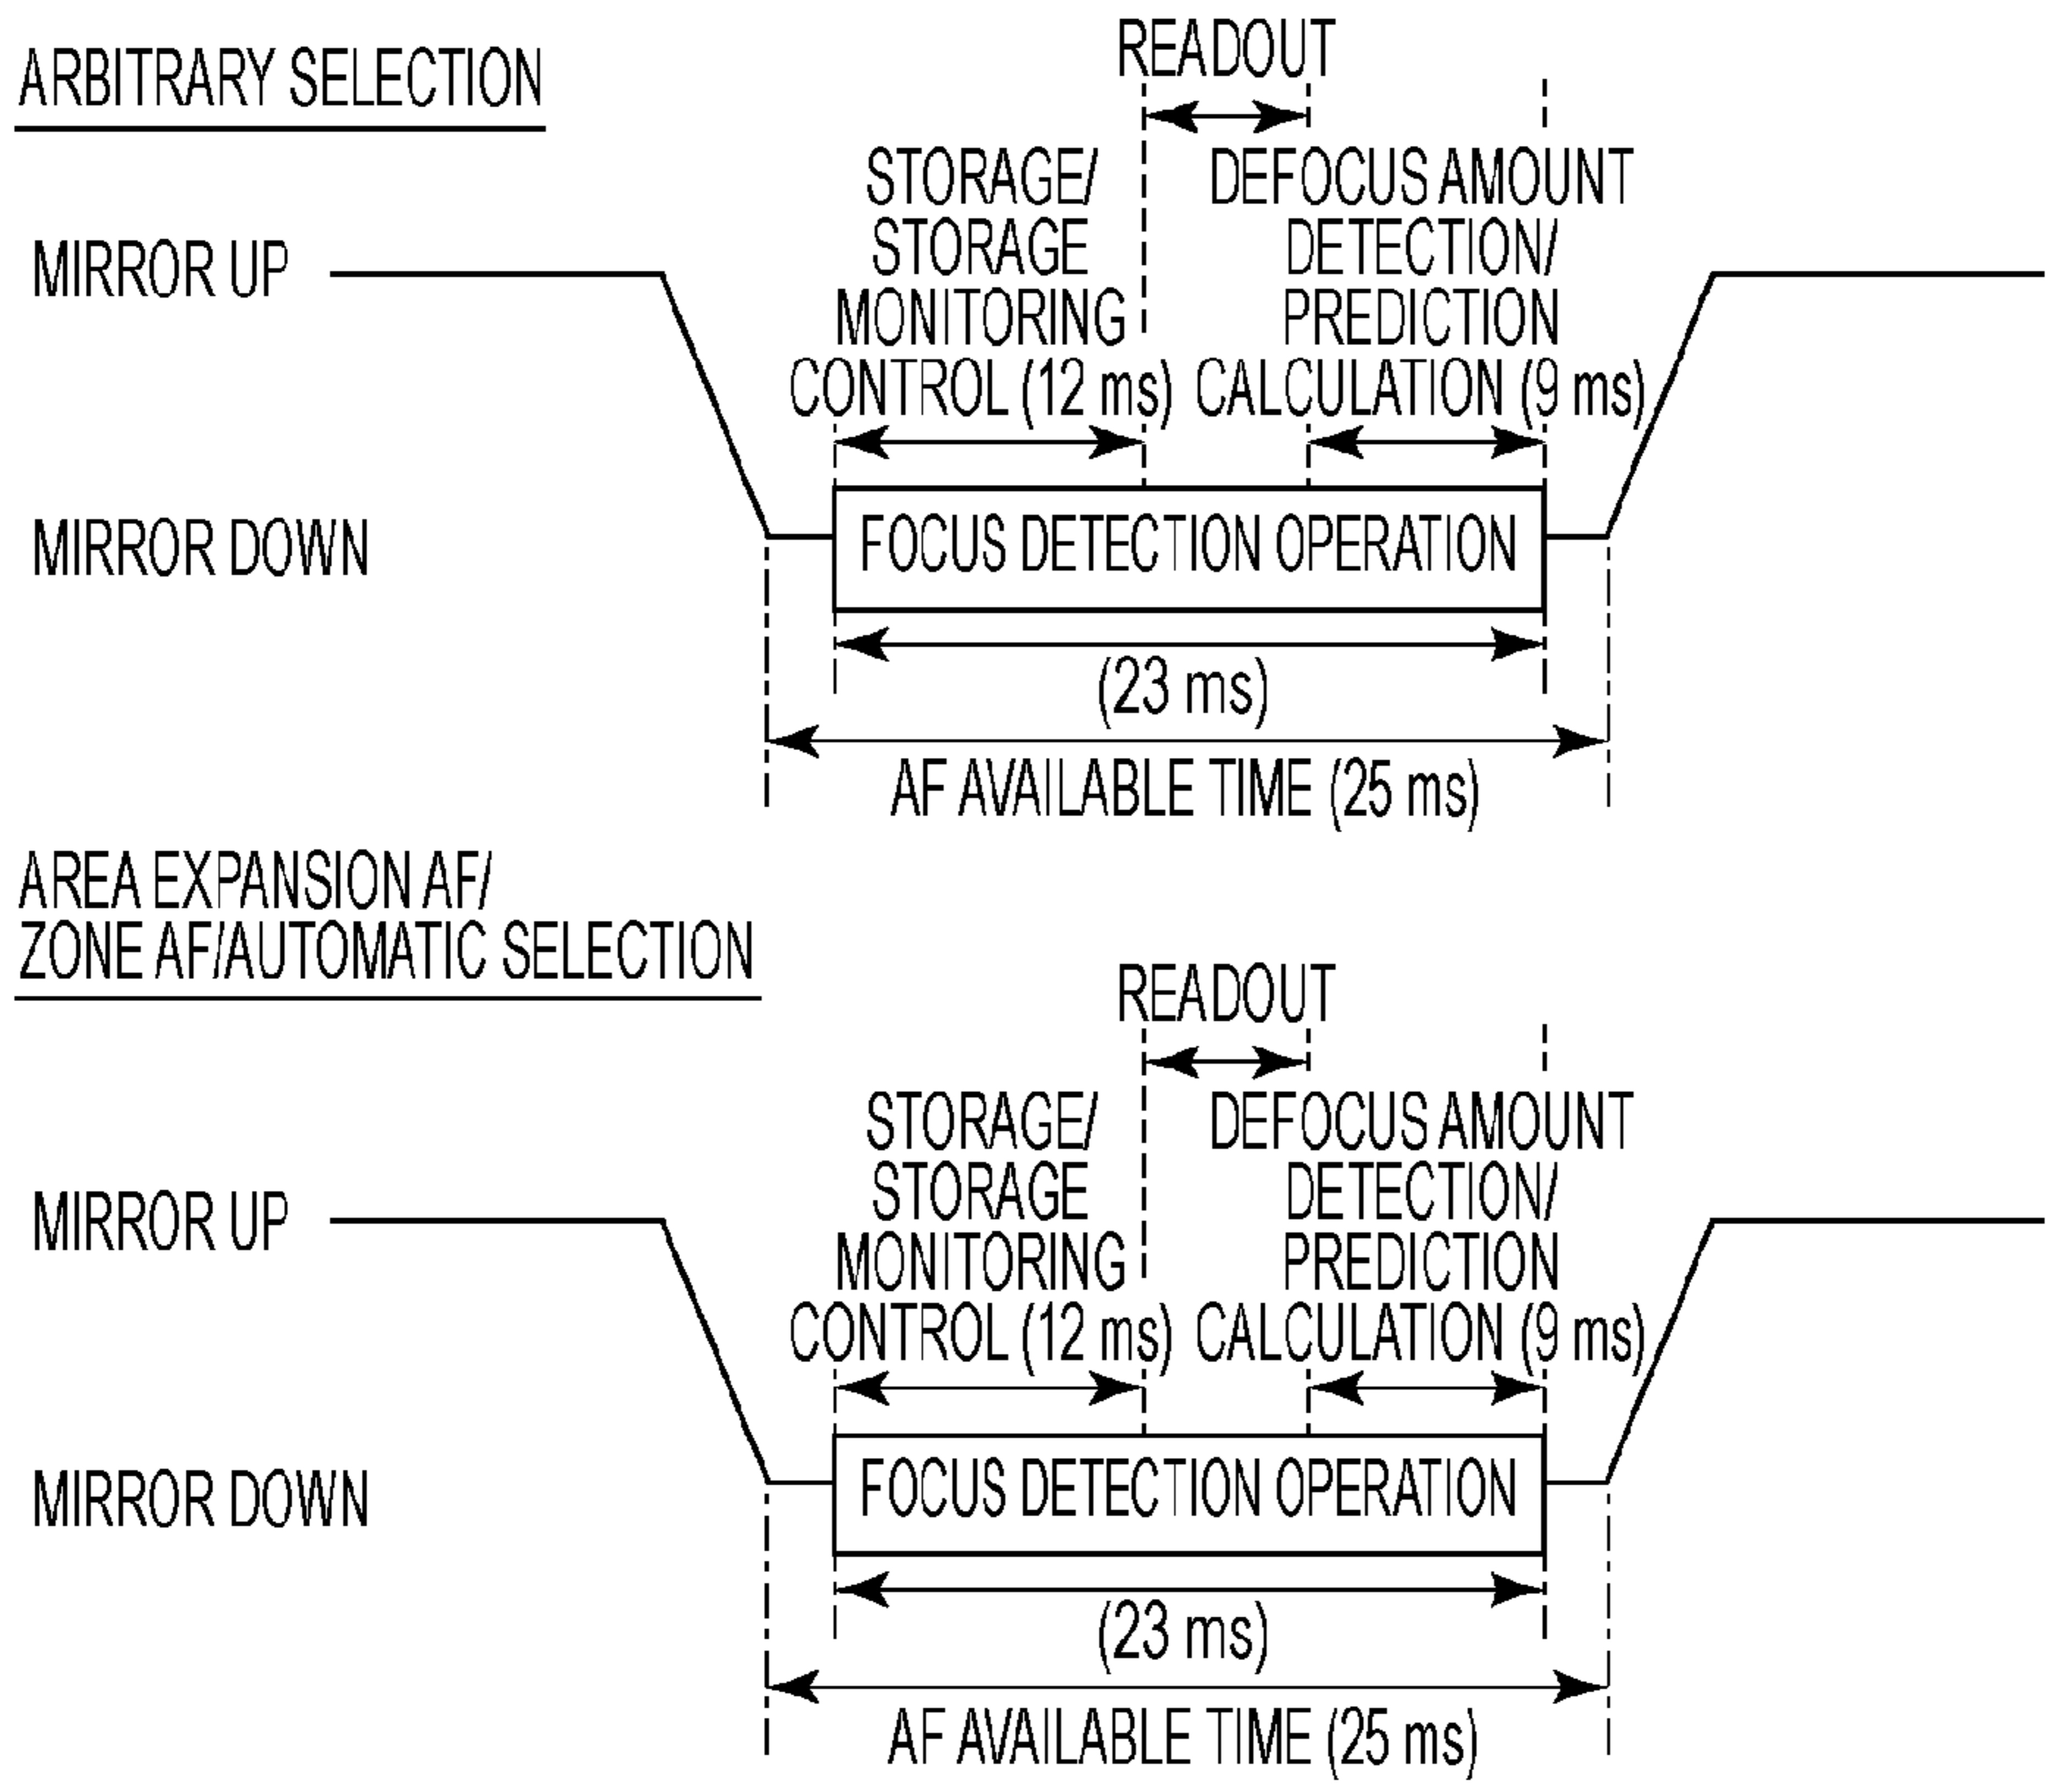 ARBITRARY SELECTION
READOUT
STORAGE/
STORAGE
MONITORING
CONTROL (12 ms)
DEFOCUS AMOUNT
DETECTION/
PREDICTION
CALCULATION (9 ms)
MIRROR UP
MIRROR DOWN
FOCUS DETECTION OPERATION
(23 ms)
AF AVAILABLE TIME (25 ms)
AREA EXPANSION AF/
ZONE AF/AUTOMATIC SELECTION
READOUT
STORAGE/
STORAGE
MONITORING
CONTROL (12 ms)
DEFOCUS AMOUNT
DETECTION/
PREDICTION
CALCULATION (9 ms)
MIRROR UP
MIRROR DOWN
FOCUS DETECTION OPERATION
(23 ms)
AF AVAILABLE TIME (25 ms)